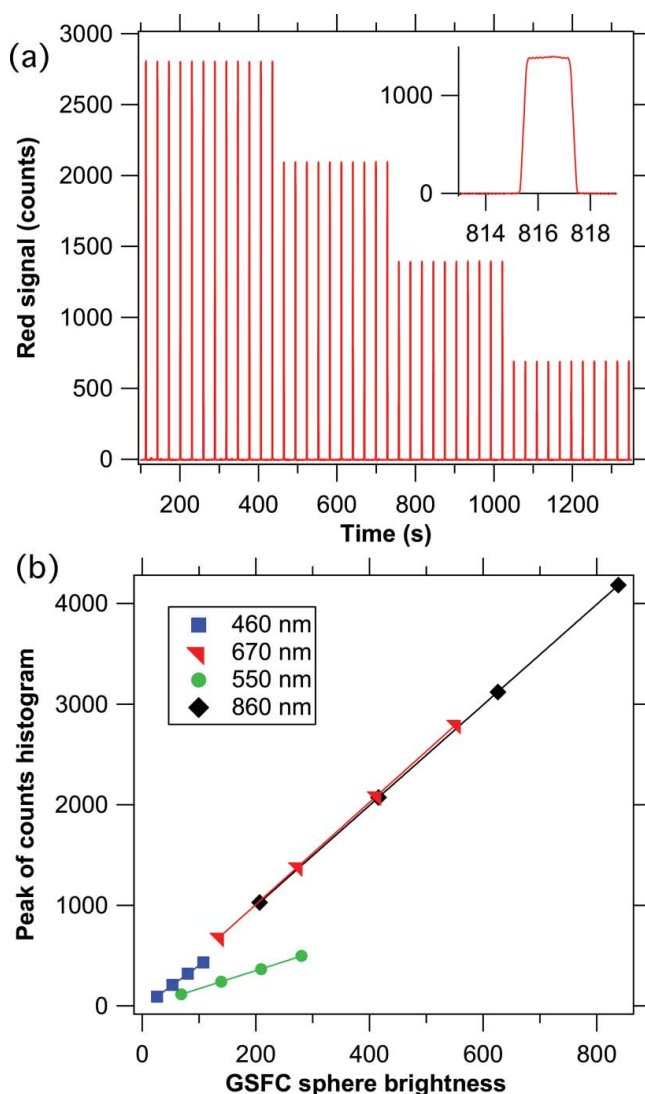 (a)
3000
2500
2000
1500
1000
500
0
Red signal (counts)
1000
0
814 816 818
200 400 600 800 1000 1200
Time (s)
(b)
4000
3000
2000
1000
0
Peak of counts histogram
460 nm
670 nm
550 nm
860 nm
0 200 400 600 800
GSFC sphere brightness